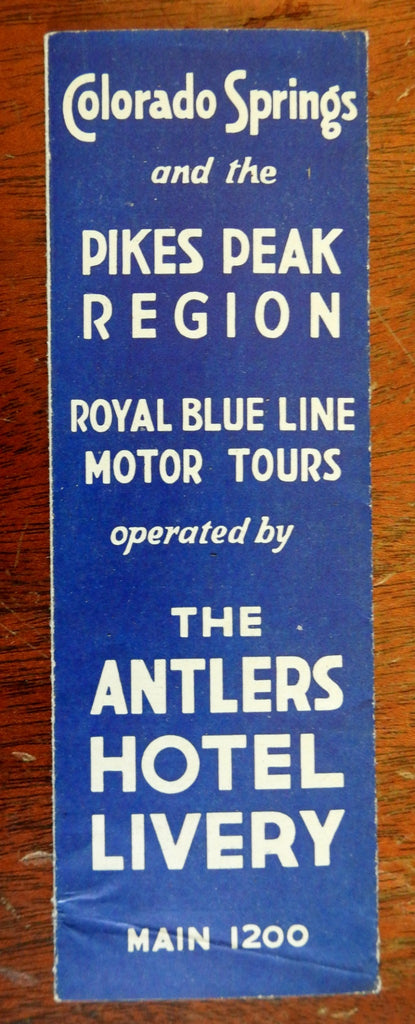 Colorado Springs
and the
PIKES PEAK
REGION
ROYAL BLUE LINE
MOTOR TOURS
operated by
THE
ANTLERS
HOTEL
LIVERY
MAIN 1200